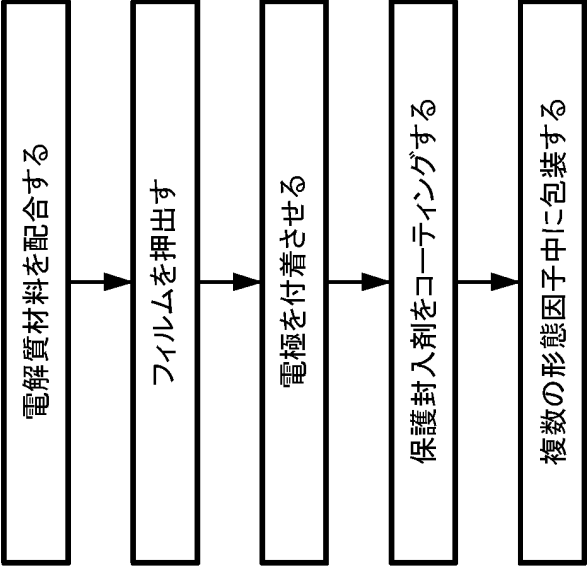 電解質材料を配合する
フィルムを押出す
電極を付着させる
保護封入剤をコーティングする
複数の形態因子中に包装する